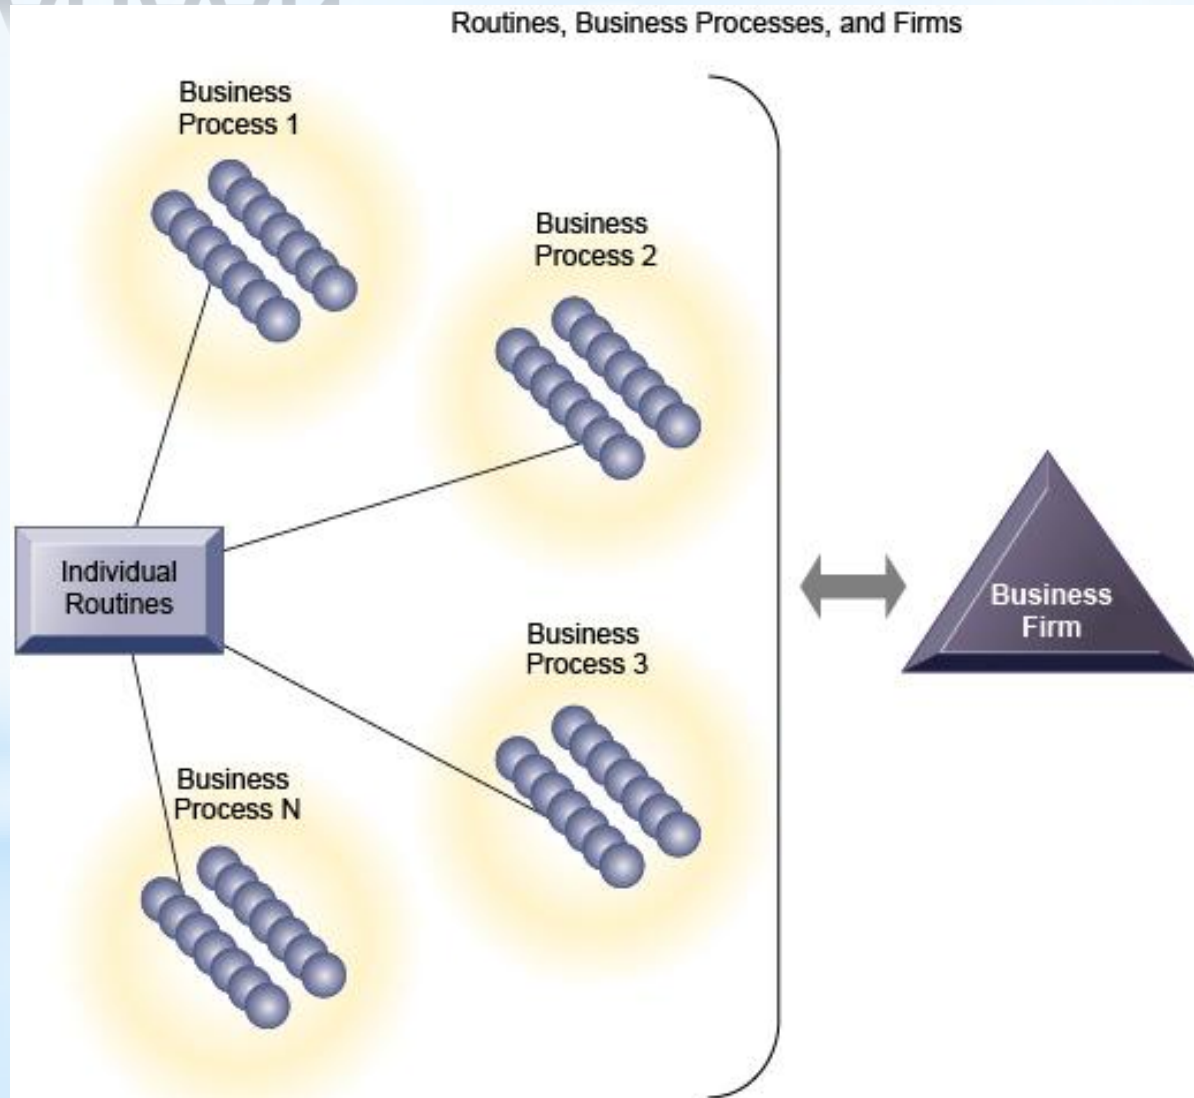 Routines, Business Processes, and Firms
Business
Process 1
Business
Process 2
Individual
Routines
Business
Firm
Business
Process 3
Business
Process N